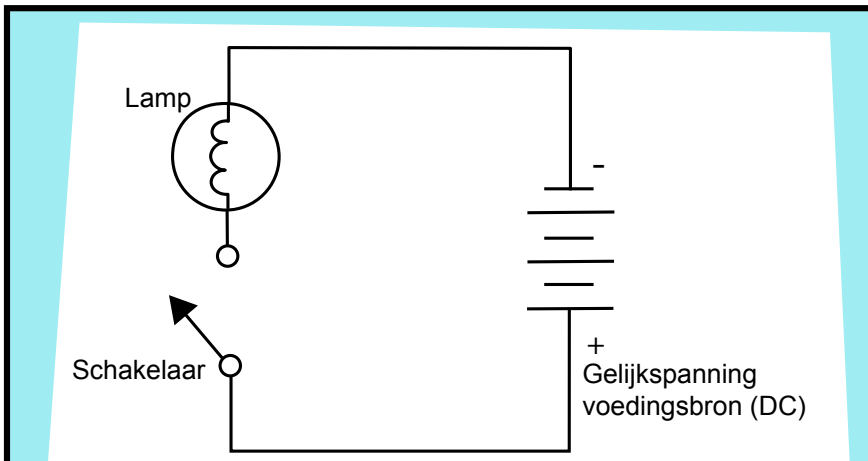 Lamp
-
Schakelaar
+
Gelijkspanning
voedingsbron (DC)